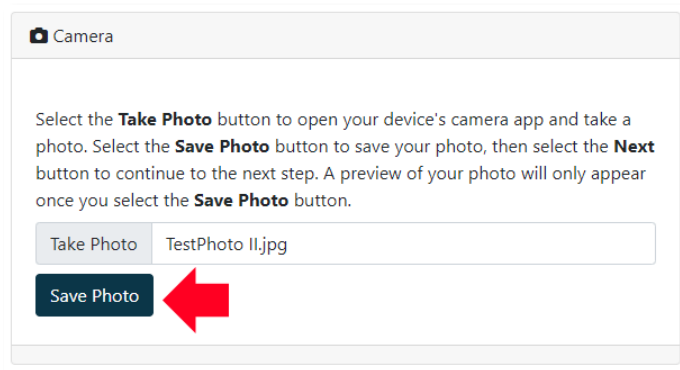 Camera
Select the Take Photo button to open your device's camera app and take a
photo. Select the Save Photo button to save your photo, then select the Next
button to continue to the next step. A preview of your photo will only appear
once you select the Save Photo button.
Take Photo TestPhoto II.jpg
Save Photo